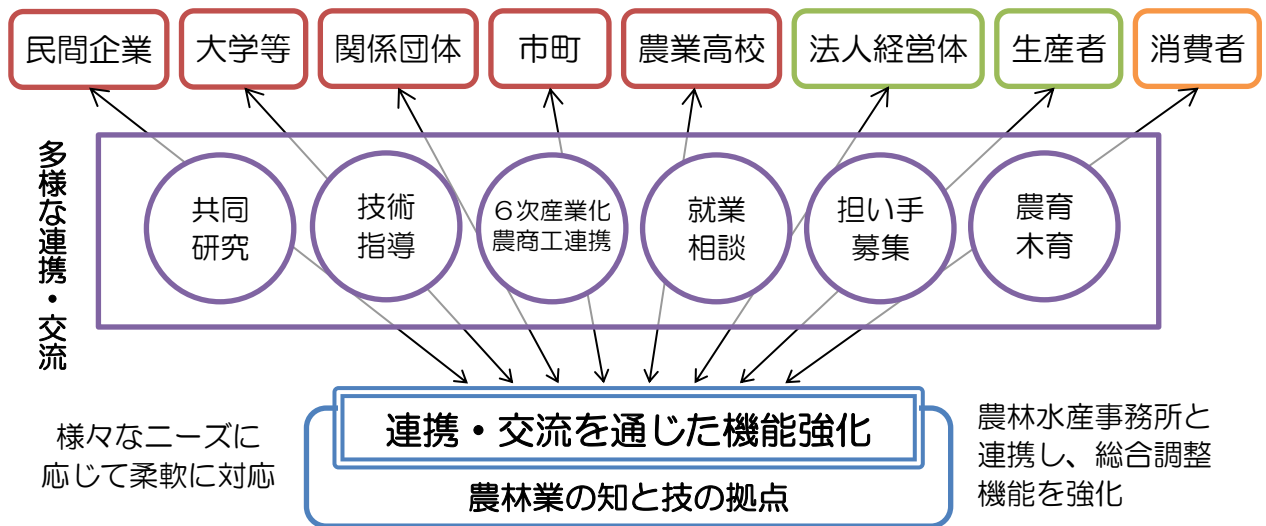 民間企業
大学等
関係団体
市町
農業高校
法人経営体
生産者
消費者
多様な連携・交流
共同
研究
技術
指導
6次産業化
農商工連携
就業
相談
担い手
募集
農育
木育
連携・交流を通じた機能強化
農林業の知と技の拠点
様々なニーズに
応じて柔軟に対応
農林水産事務所と
連携し、総合調整
機能を強化